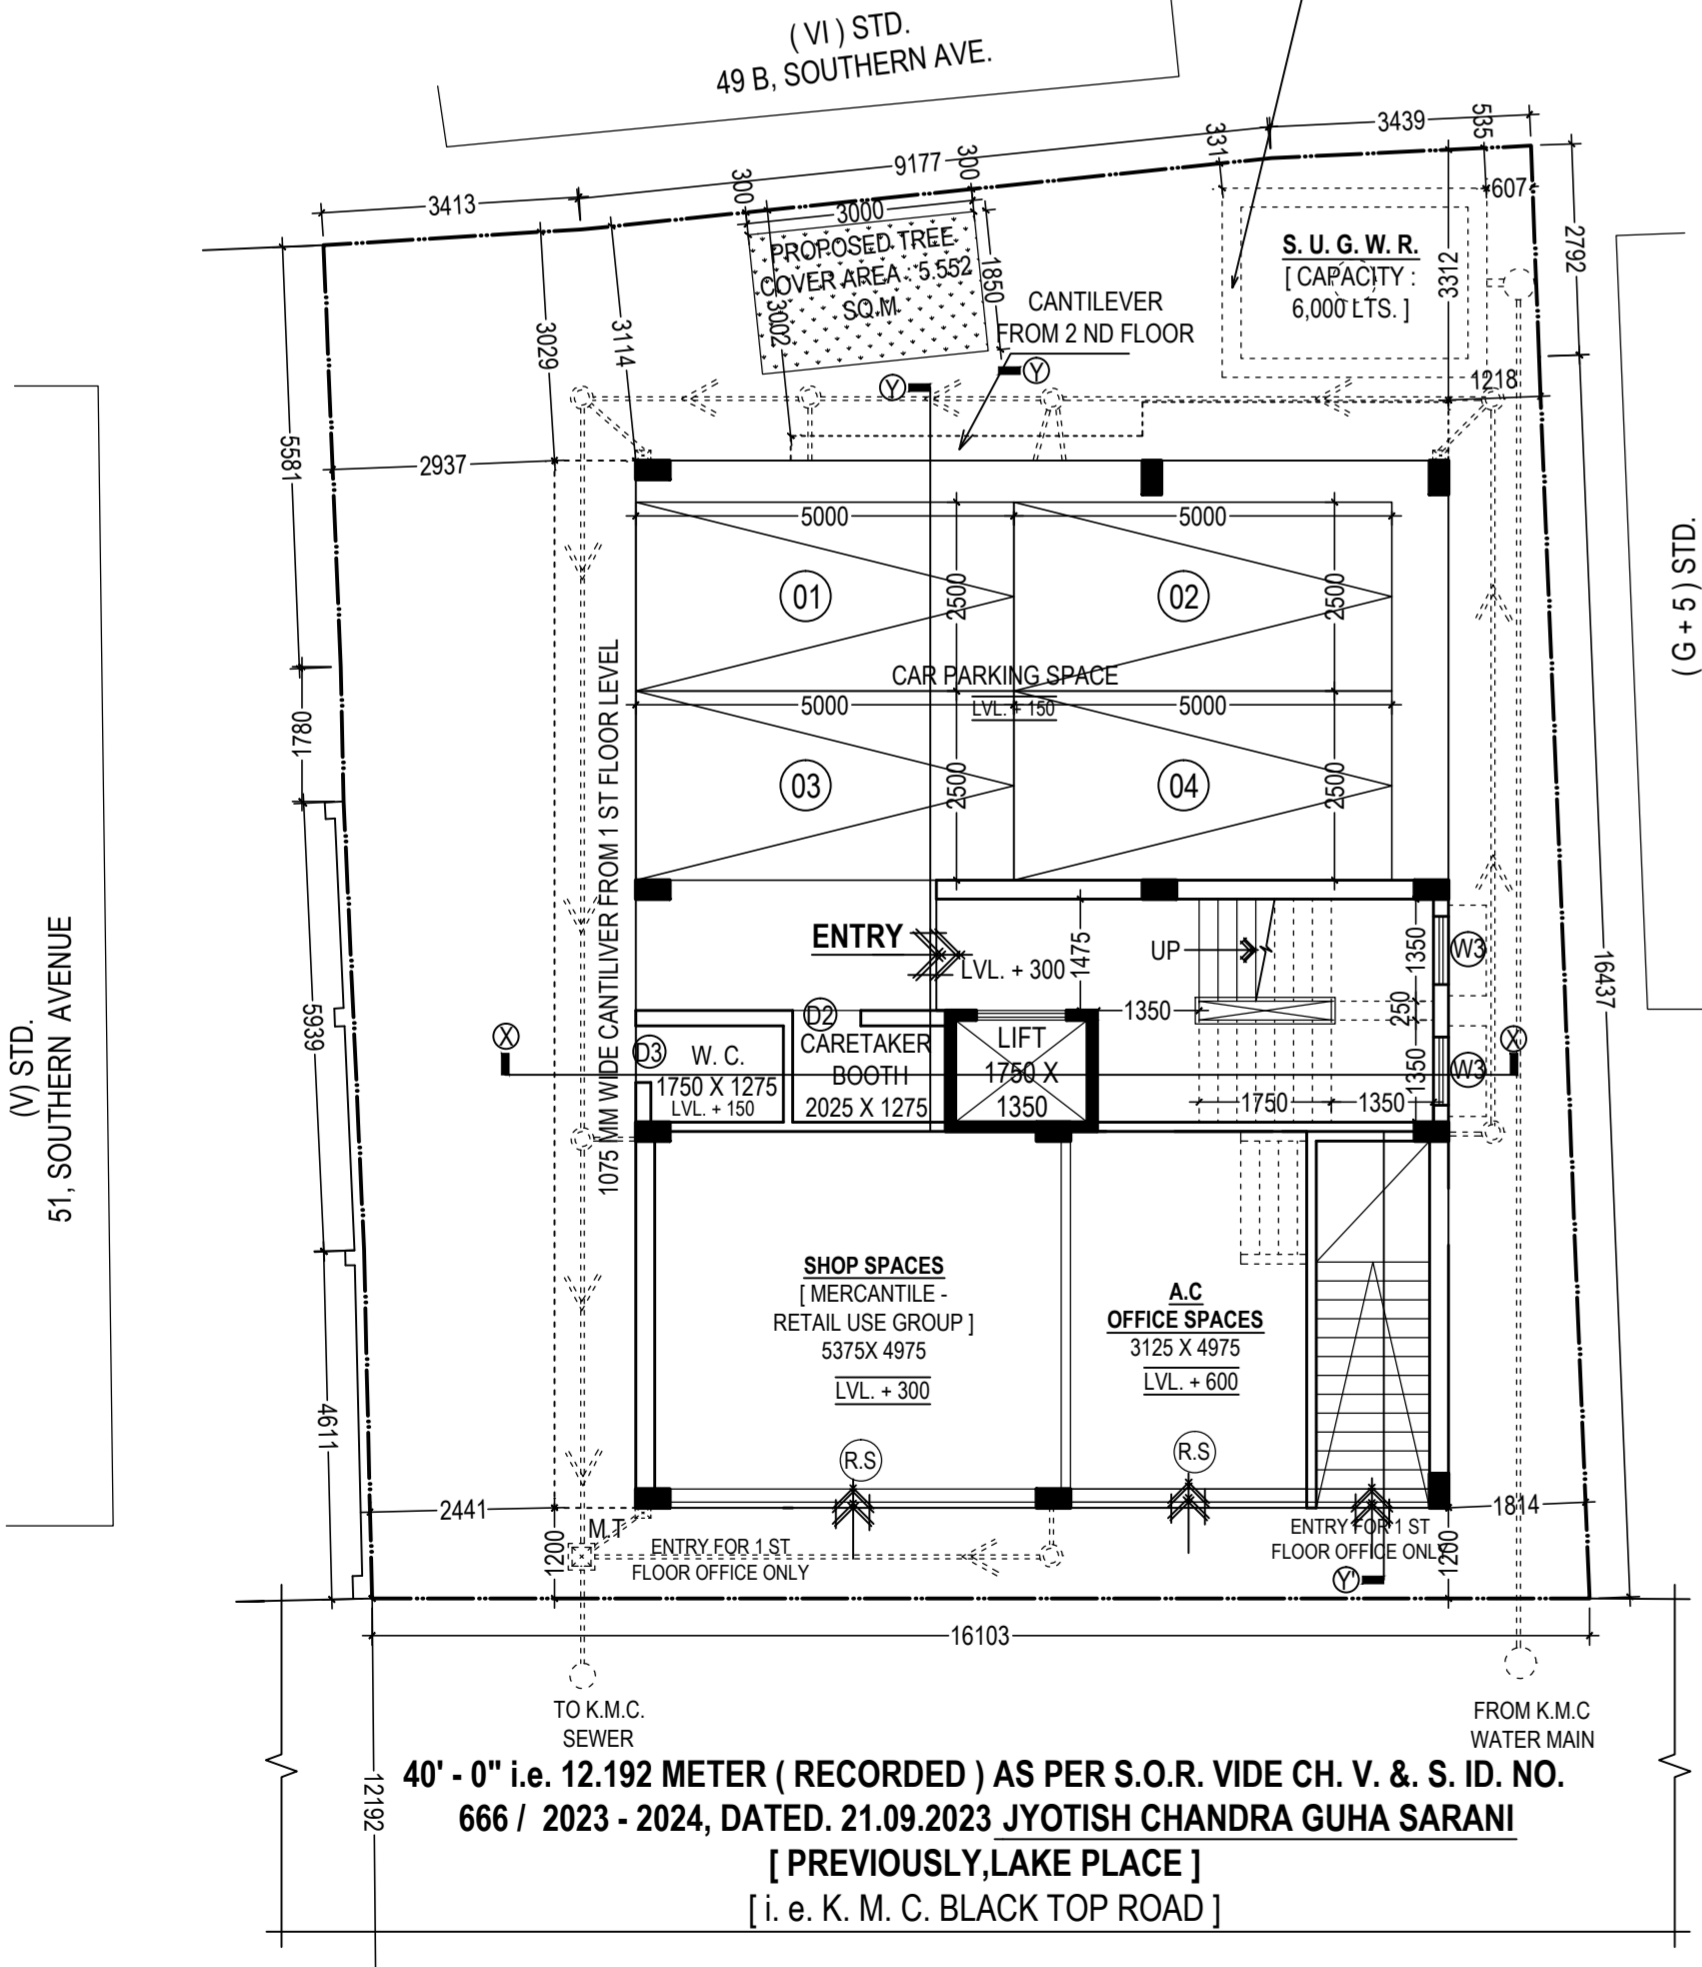 ( VI ) STD.
49 B, SOUTHERN AVE.
3439
535
331
9177
300
300
607
3413
3000
PROPOSED TREE
COVER AREA : 5.552
SQ.M.
1850
3002
S. U. G. W. R.
[ CAPACITY :
6,000 LTS. ]
3312
2792
CANTILEVER
FROM 2 ND FLOOR
3029
3114
Y
Y
1218
5581
2937
5000
5000
01
2500
02
2500
( G + 5 ) STD.
CAR PARKING SPACE
LVL. + 150
5000
5000
1780
03
2500
04
2500
1075 MM WIDE CANTILIVER FROM 1 ST FLOOR LEVEL
ENTRY
LVL. + 300
1475
UP
1350
W3
16437
5939
D2
1350
250
X
D3
W. C.
1750 X 1275
LVL. + 150
CARETAKER
BOOTH
2025 X 1275
LIFT
1750 X
1350
1350
W3
X
1750
1350
(V) STD.
51, SOUTHERN AVENUE
SHOP SPACES
[ MERCANTILE -
RETAIL USE GROUP ]
5375X 4975
LVL. + 300
A.C
OFFICE SPACES
3125 X 4975
LVL. + 600
4611
R.S
R.S
2441
1814
M.T
1200
ENTRY FOR 1 ST
FLOOR OFFICE ONLY
ENTRY FOR 1 ST
FLOOR OFFICE ONLY
1200
Y'
16103
TO K.M.C.
SEWER
FROM K.M.C
WATER MAIN
12192
40' - 0" i.e. 12.192 METER ( RECORDED ) AS PER S.O.R. VIDE CH. V. &. S. ID. NO.
666 / 2023 - 2024, DATED. 21.09.2023 JYOTISH CHANDRA GUHA SARANI
[ PREVIOUSLY,LAKE PLACE ]
[ i. e. K. M. C. BLACK TOP ROAD ]